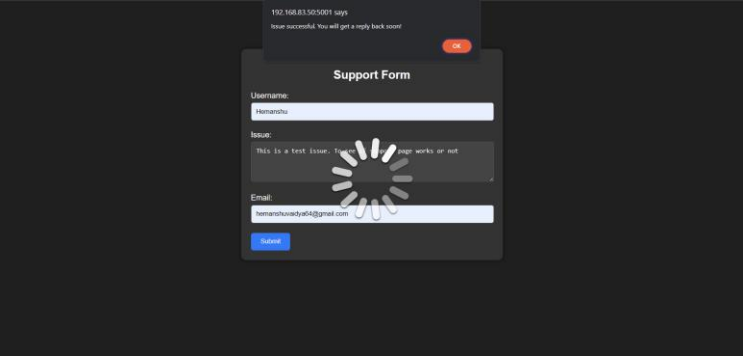 192.168.83.50:5001 says
Issue successful. You will get a reply back soon!
OK
Support Form
Username:
Hemanshu
Issue:
This is a test issue. To see page works or not
Email:
hemanshuvaidya64@gmail.com
Submit